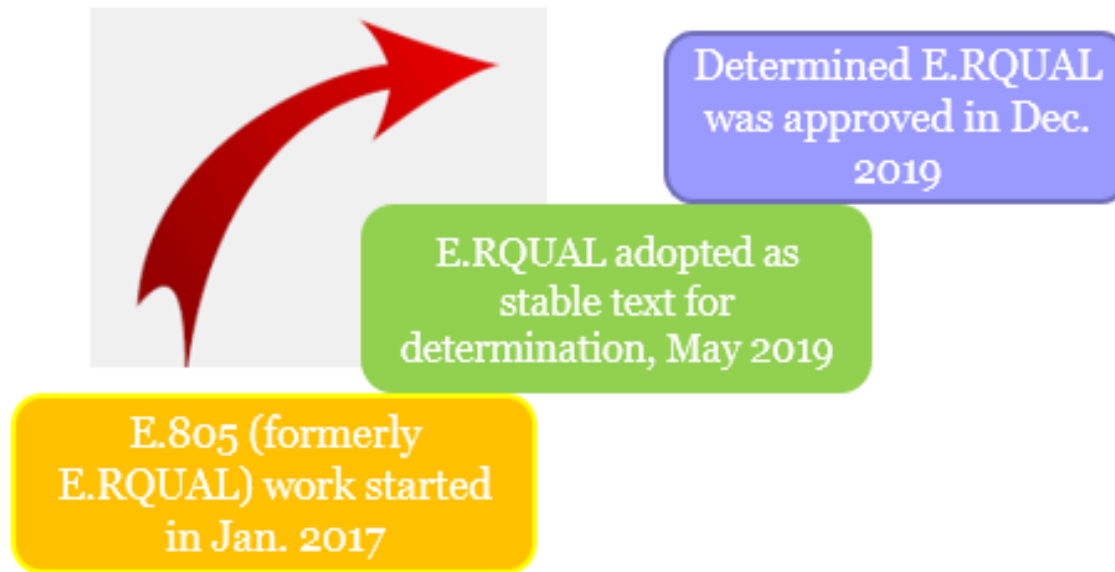 Determined E.RQUAL
was approved in Dec.
2019
E.RQUAL adopted as
stable text for
determination, May 2019
E.805 (formerly
E.RQUAL) work started
in Jan. 2017